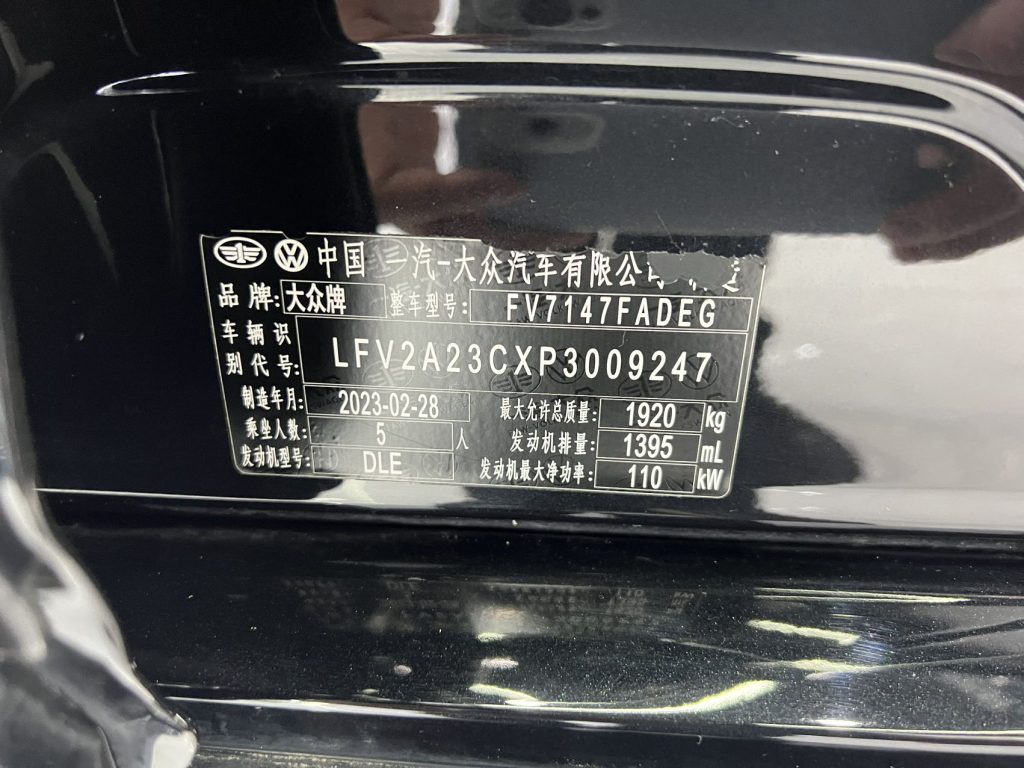 中国 一汽-大众汽车有限公司 制造
品牌: 大众牌 整车型号: FV7147FADEG
车辆识别代号: LFV2A23CXP3009247
制造年月: 2023-02-28 最大允许总质量: 1920 kg
乘坐人数: 5 人 发动机排量: 1395 mL
发动机型号: DLE 发动机最大净功率: 110 kW